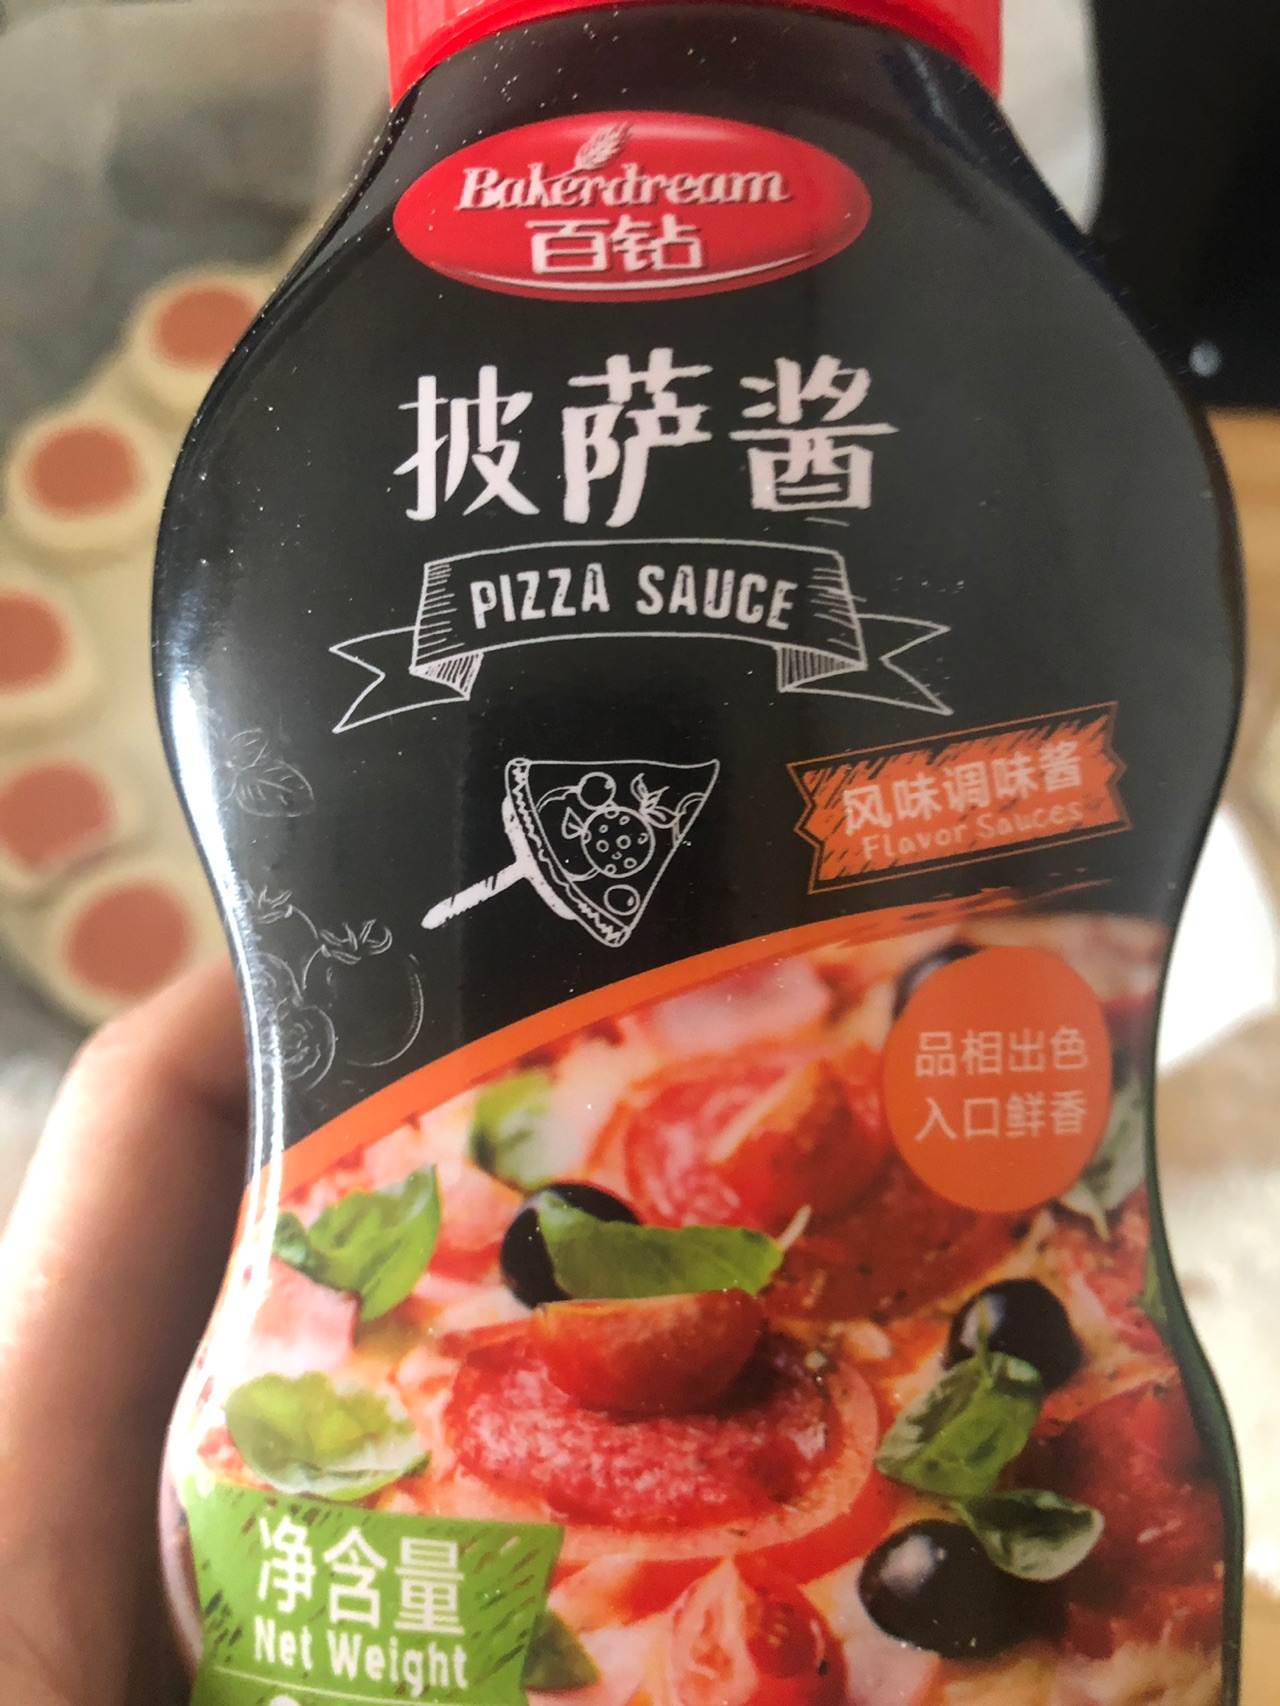 Bakerdream
百钻
披萨酱
PIZZA SAUCE
风味调味酱
Flavor Sauces
品相出色
入口鲜香
净含量
Net Weight